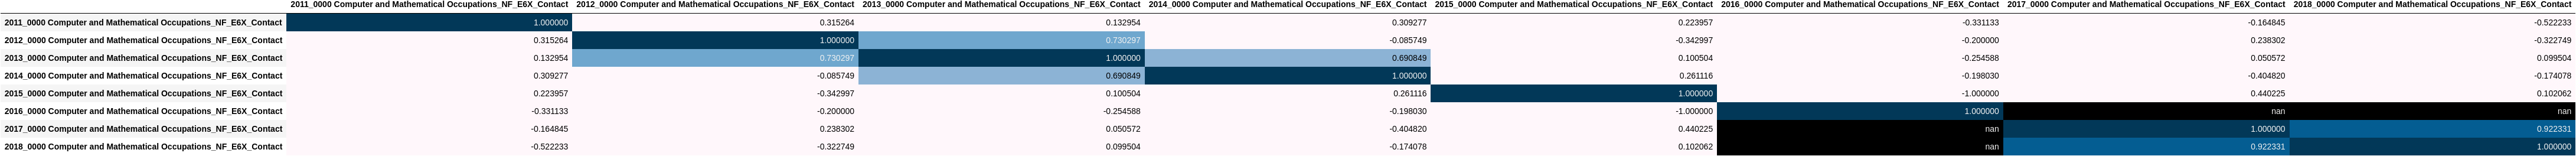 2011_0000 Computer and Mathematical Occupations_NF_E6X_Contact 2012_0000 Computer and Mathematical Occupations_NF_E6X_Contact 2013_0000 Computer and Mathematical Occupations_NF_E6X_Contact 2014_0000 Computer and Mathematical Occupations_NF_E6X_Contact 2015_0000 Computer and Mathematical Occupations_NF_E6X_Contact 2016_0000 Computer and Mathematical Occupations_NF_E6X_Contact 2017_0000 Computer and Mathematical Occupations_NF_E6X_Contact 2018_0000 Computer and Mathematical Occupations_NF_E6X_Contact
2011_0000 Computer and Mathematical Occupations_NF_E6X_Contact 1.000000 0.315264 0.132954 0.309277 0.223957 -0.331133 -0.164845 -0.522233
2012_0000 Computer and Mathematical Occupations_NF_E6X_Contact 0.315264 1.000000 0.730297 -0.085749 -0.342997 -0.200000 0.238302 -0.322749
2013_0000 Computer and Mathematical Occupations_NF_E6X_Contact 0.132954 0.730297 1.000000 0.690849 0.100504 -0.254588 0.050572 0.099504
2014_0000 Computer and Mathematical Occupations_NF_E6X_Contact 0.309277 -0.085749 0.690849 1.000000 0.261116 -0.198030 -0.404820 -0.174078
2015_0000 Computer and Mathematical Occupations_NF_E6X_Contact 0.223957 -0.342997 0.100504 0.261116 1.000000 -1.000000 0.440225 0.102062
2016_0000 Computer and Mathematical Occupations_NF_E6X_Contact -0.331133 -0.200000 -0.254588 -0.198030 -1.000000 1.000000 nan nan
2017_0000 Computer and Mathematical Occupations_NF_E6X_Contact -0.164845 0.238302 0.050572 -0.404820 0.440225 nan 1.000000 0.922331
2018_0000 Computer and Mathematical Occupations_NF_E6X_Contact -0.522233 -0.322749 0.099504 -0.174078 0.102062 nan 0.922331 1.000000